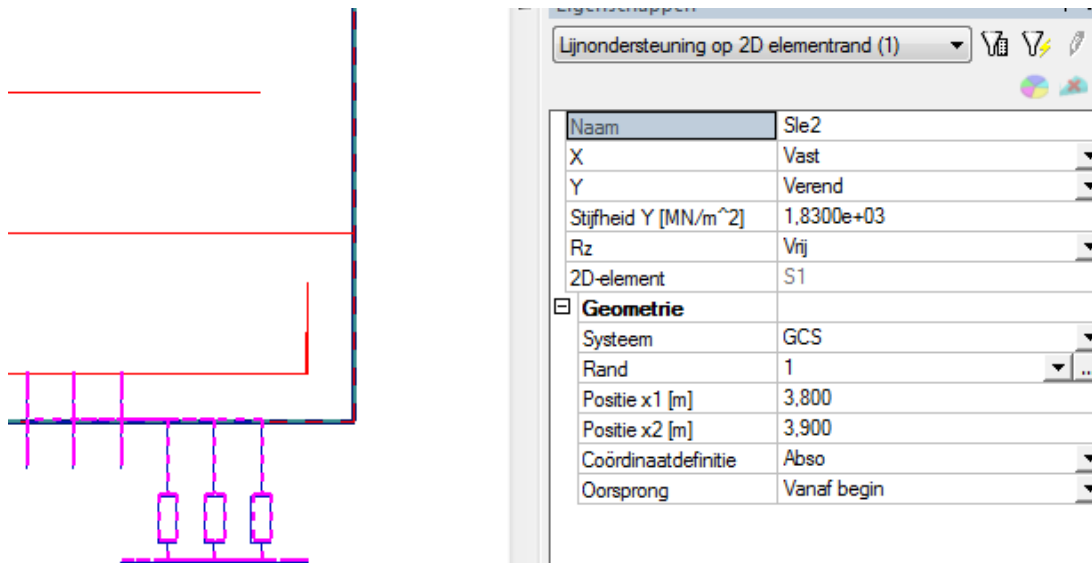 Eigenschappen
Lijnondersteuning op 2D elementrand (1)
Naam Sle2
X Vast
Y Verend
Stijfheid Y [MN/m^2] 1,8300e+03
Rz Vrij
2D-element S1
Geometrie
Systeem GCS
Rand 1 ...
Positie x1 [m] 3,800
Positie x2 [m] 3,900
Coördinaatdefinitie Abso
Oorsprong Vanaf begin